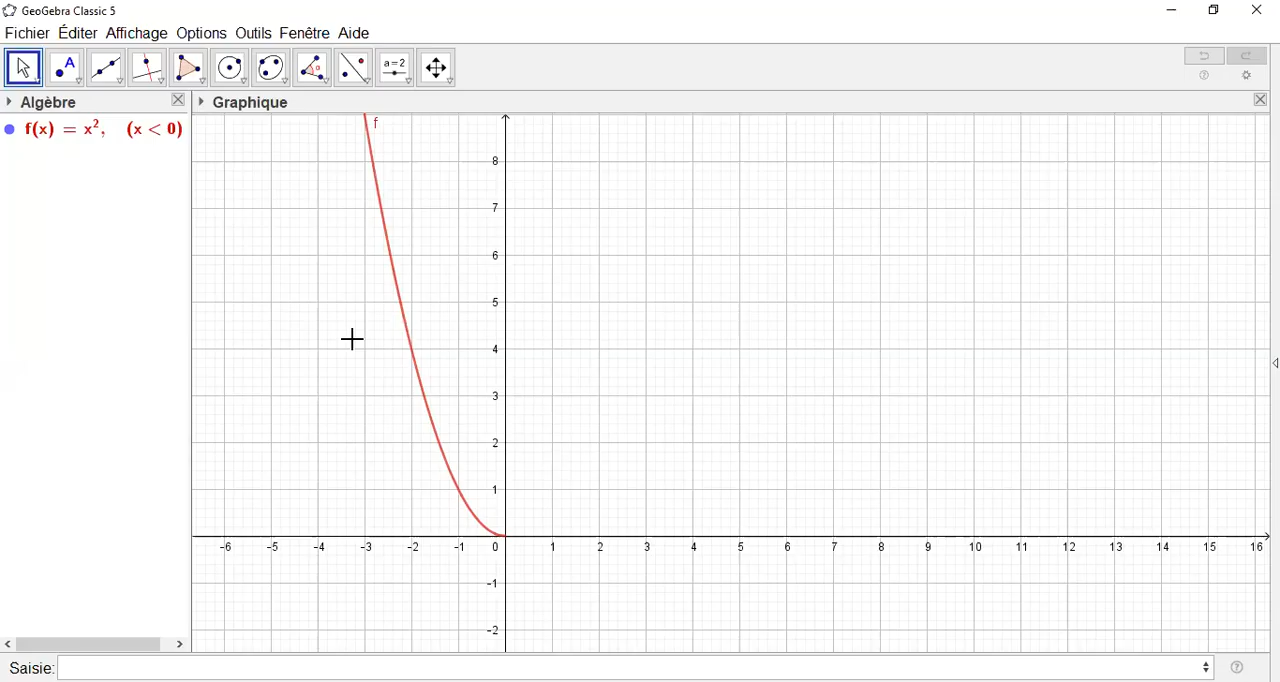 GeoGebra Classic 5
Fichier Éditer Affichage Options Outils Fenêtre Aide
A
α
a=2
Algèbre
Graphique
f(x) = x², (x < 0)
f
8
7
6
5
4
3
2
1
-6 -5 -4 -3 -2 -1 0 1 2 3 4 5 6 7 8 9 10 11 12 13 14 15 16
-1
-2
Saisie: